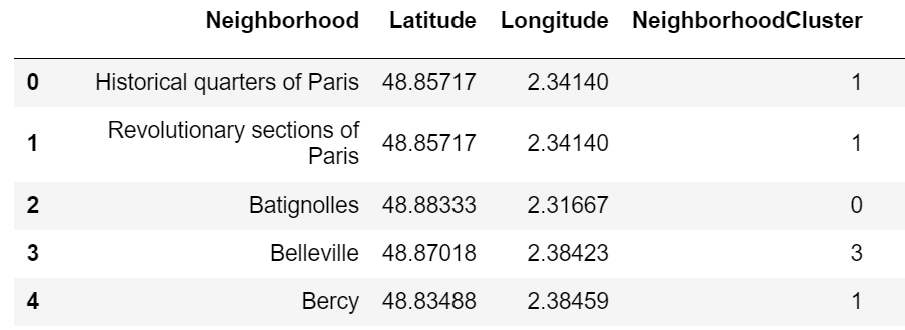 Neighborhood Latitude Longitude NeighborhoodCluster
0 Historical quarters of Paris 48.85717 2.34140 1
1 Revolutionary sections of Paris 48.85717 2.34140 1
2 Batignolles 48.88333 2.31667 0
3 Belleville 48.87018 2.38423 3
4 Bercy 48.83488 2.38459 1